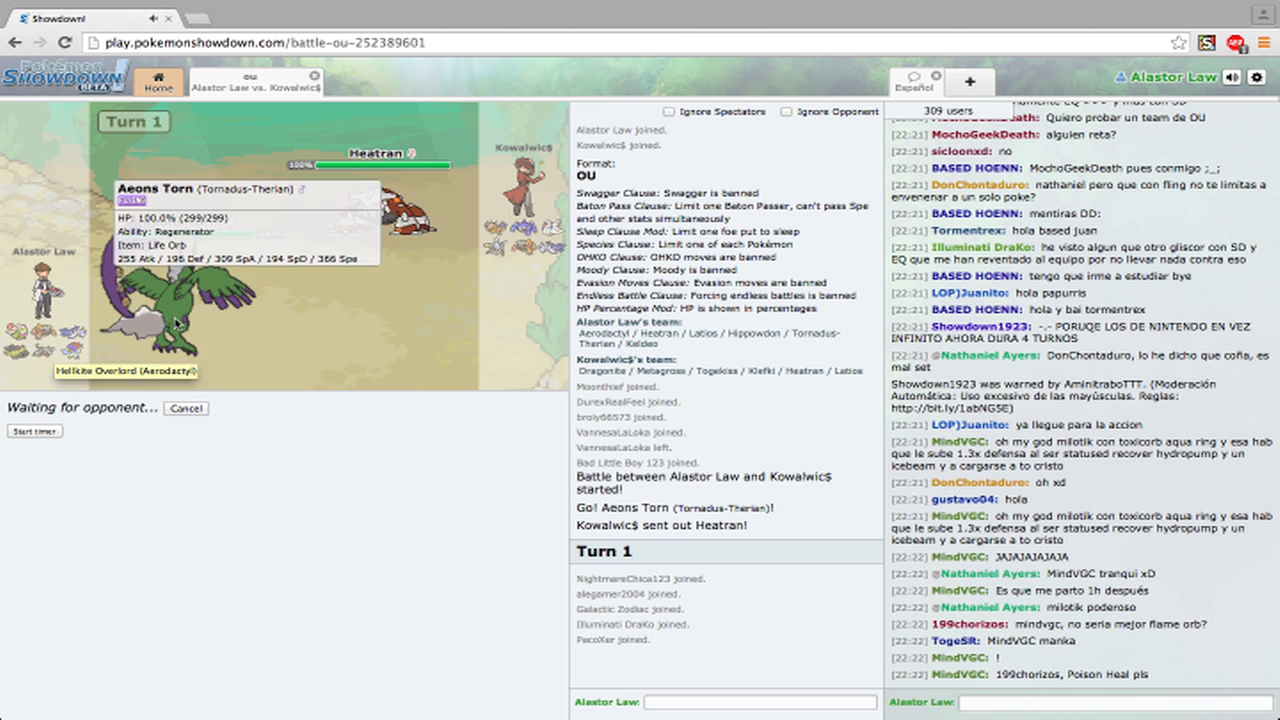 Showdown!
play.pokemonshowdown.com/battle-ou-252389601
Pokémon
SHOWDOWN!
BETA
Home
ou
Alastor Law vs. Kowalwic$
Español
+
Alastor Law
Turn 1
Heatran
100%
Kowalwic$
Aeons Torn (Tornadus-Therian)
FLYING
HP: 100.0% (299/299)
Ability: Regenerator
Item: Life Orb
255 Atk / 196 Def / 309 SpA / 194 SpD / 366 Spe
Alastor Law
Hellkite Overlord (Aerodactyl)
Waiting for opponent...
Cancel
Start timer
Ignore Spectators
Ignore Opponent
Alastor Law joined.
Kowalwic$ joined.
Format:
OU
Swagger Clause: Swagger is banned
Baton Pass Clause: Limit one Baton Passer, can't pass Spe
and other stats simultaneously
Sleep Clause Mod: Limit one foe put to sleep
Species Clause: Limit one of each Pokémon
OHKO Clause: OHKO moves are banned
Moody Clause: Moody is banned
Evasion Moves Clause: Evasion moves are banned
Endless Battle Clause: Forcing endless battles is banned
HP Percentage Mod: HP is shown in percentages
Alastor Law's team:
Aerodactyl / Heatran / Latios / Hippowdon / Tornadus-
Therian / Keldeo
Kowalwic$'s team:
Dragonite / Metagross / Togekiss / Klefki / Heatran / Latios
Moonthief joined.
DurexRealFeel joined.
broly66573 joined.
VannesaLaLoka joined.
VannesaLaLoka left.
Bad Little Boy 123 joined.
Battle between Alastor Law and Kowalwic$
started!
Go! Aeons Torn (Tornadus-Therian)!
Kowalwic$ sent out Heatran!
Turn 1
NightmareChica123 joined.
alegamer2004 joined.
Galactic Zodiac joined.
Illuminati DraKo joined.
PacoXer joined.
Alastor Law:
309 users
MochoGeekDeath: Quiero probar un team de OU
[22:21] MochoGeekDeath: alguien reta?
[22:21] sicloonxd: no
[22:21] BASED HOENN: MochoGeekDeath pues conmigo ;_;
[22:21] DonChontaduro: nathaniel pero que con fling no te limitas a
envenenar a un solo poke?
[22:21] BASED HOENN: mentiras DD:
[22:21] Tormentrex: hola based juan
[22:21] Illuminati DraKo: he visto algun que otro gliscor con SD y
EQ que me han reventado al equipo por no llevar nada contra eso
[22:21] BASED HOENN: tengo que irme a estudiar bye
[22:21] LOP)Juanito: hola papurris
[22:21] BASED HOENN: hola y bai tormentrex
[22:21] Showdown1923: -.- PORUQE LOS DE NINTENDO EN VEZ
INFINITO AHORA DURA 4 TURNOS
[22:21] @Nathaniel Ayers: DonChontaduro, lo he dicho que coña, es
mal set
Showdown1923 was warned by AminitraboTTT. (Moderación
Automática: Uso excesivo de las mayúsculas. Reglas:
http://bit.ly/1abNG5E)
[22:21] LOP)Juanito: ya llegue para la accion
[22:21] MindVGC: oh my god milotik con toxicorb aqua ring y esa hab
que le sube 1.3x defensa al ser statused recover hydropump y un
icebeam y a cargarse a to cristo
[22:21] DonChontaduro: oh xd
[22:21] gustavo04: hola
[22:21] MindVGC: oh my god milotik con toxicorb aqua ring y esa hab
que le sube 1.3x defensa al ser statused recover hydropump y un
icebeam y a cargarse a to cristo
[22:22] MindVGC: JAJAJAJAJAJA
[22:22] @Nathaniel Ayers: MindVGC tranqui xD
[22:22] MindVGC: Es que me parto 1h después
[22:22] @Nathaniel Ayers: milotik poderoso
[22:22] 199chorizos: mindvgc, no seria mejor flame orb?
[22:22] TogeSR: MindVGC manka
[22:22] MindVGC: !
[22:22] MindVGC: 199chorizos, Poison Heal pls
Alastor Law: